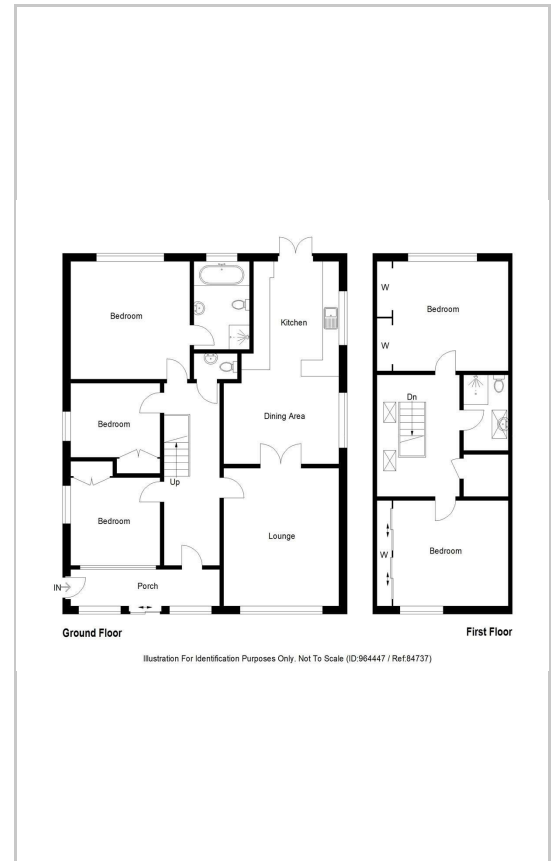 Bedroom
Kitchen
W
Bedroom
W
Bedroom
Dining Area
Dn
Up
Bedroom
Lounge
W
Bedroom
IN
Porch
Ground Floor
First Floor
Illustration For Identification Purposes Only. Not To Scale (ID:964447 / Ref:84737)